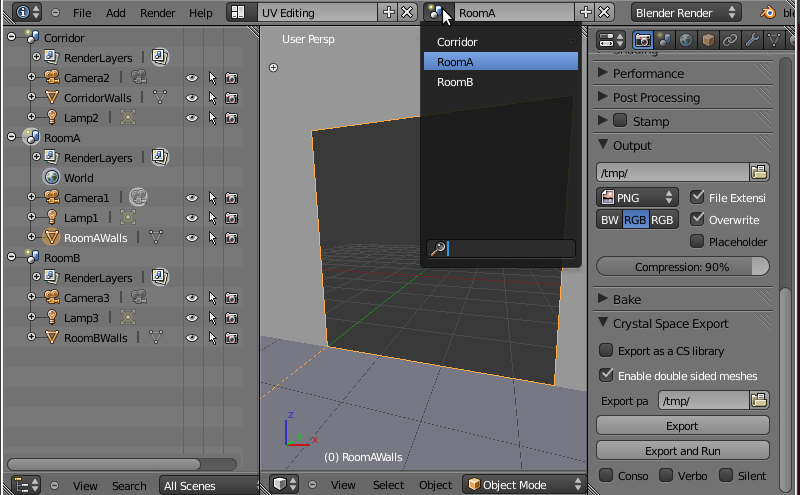 File Add Render Help UV Editing RoomA Blender Render
Corridor
RenderLayers
Camera2
CorridorWalls
Lamp2
RoomA
RenderLayers
World
Camera1
Lamp1
RoomAWalls
RoomB
RenderLayers
Camera3
Lamp3
RoomBWalls
View Search All Scenes
User Persp
Corridor
RoomA
RoomB
z
x
(0) RoomAWalls
View Select Object Object Mode
Performance
Post Processing
Stamp
Output
/tmp/
PNG File Extensi
BW RGB RGB Overwrite
Placeholder
Compression: 90%
Bake
Crystal Space Export
Export as a CS library
Enable double sided meshes
Export pa /tmp/
Export
Export and Run
Conso Verbo Silent